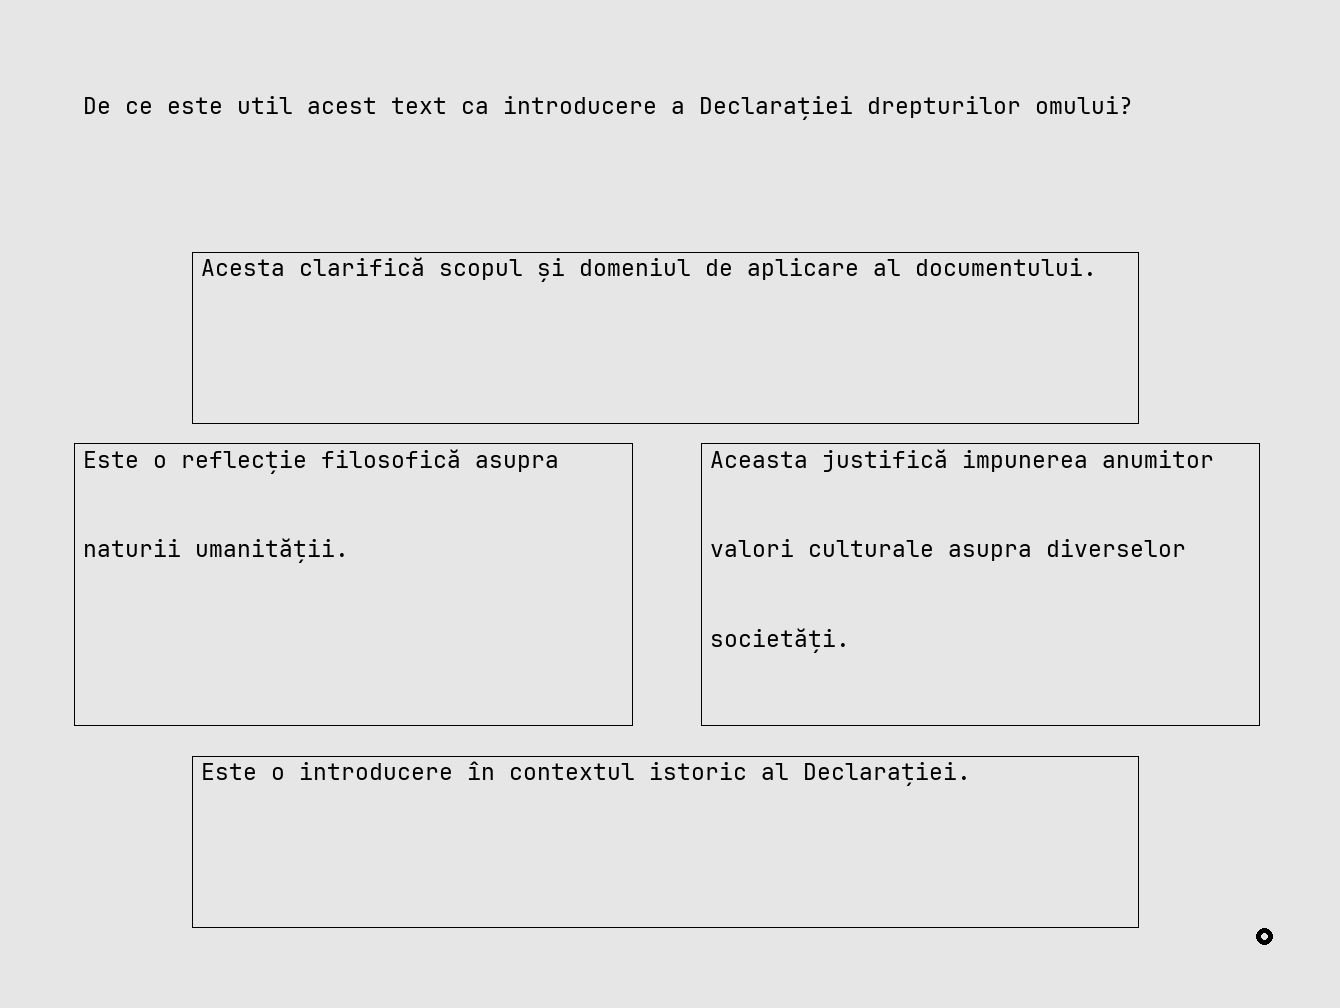 De ce este util acest text ca introducere a Declarației drepturilor omului?
Acesta clarifică scopul și domeniul de aplicare al documentului.
Este o reflecție filosofică asupra
naturii umanității.
Aceasta justifică impunerea anumitor
valori culturale asupra diverselor
societăți.
Este o introducere în contextul istoric al Declarației.